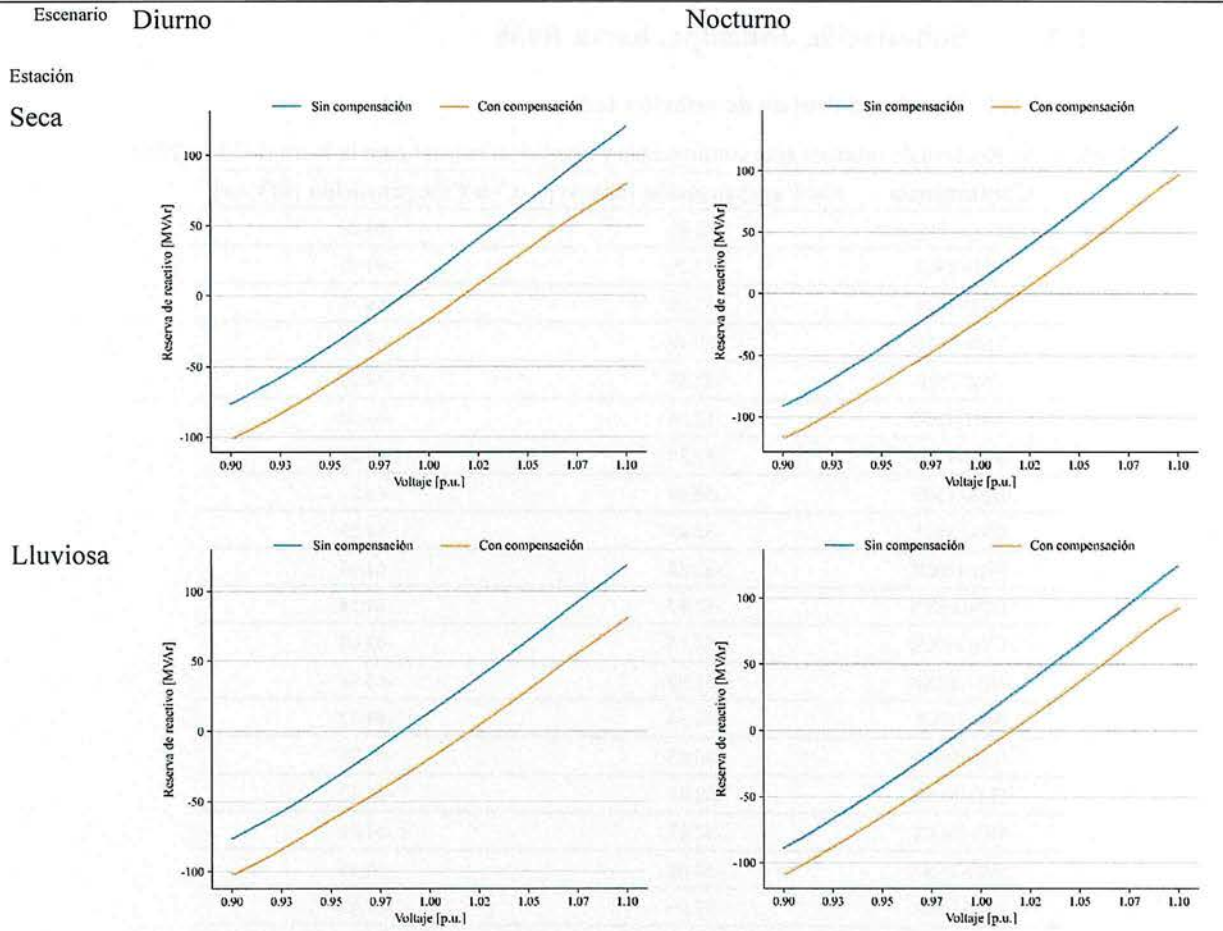 Escenario Diurno Nocturno
Estación
Seca
Sin compensación Con compensación
100
50
0
-50
-100
Reserva de reactivo [MVAr]
0.90 0.93 0.95 0.97 1.00 1.02 1.05 1.07 1.10
Voltaje [p.u.]
Sin compensación Con compensación
100
50
0
-50
-100
Reserva de reactivo [MVAr]
0.90 0.93 0.95 0.97 1.00 1.02 1.05 1.07 1.10
Voltaje [p.u.]
Lluviosa
Sin compensación Con compensación
100
50
0
-50
-100
Reserva de reactivo [MVAr]
0.90 0.93 0.95 0.97 1.00 1.02 1.05 1.07 1.10
Voltaje [p.u.]
Sin compensación Con compensación
100
50
0
-50
-100
Reserva de reactivo [MVAr]
0.90 0.93 0.95 0.97 1.00 1.02 1.05 1.07 1.10
Voltaje [p.u.]